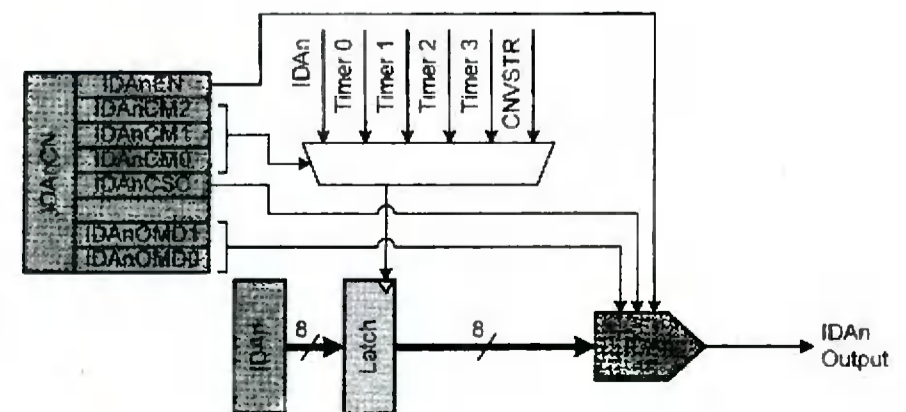 IDAn
Timer 0
Timer 1
Timer 2
Timer 3
CNVSTR
IDAnCN
IDAnEN
IDAnCM2
IDAnCM1
IDAnCM0
IDAnCSC
IDAnOMD1
IDAnOMD0
IDAn
8
Latch
8
IDAn
Output